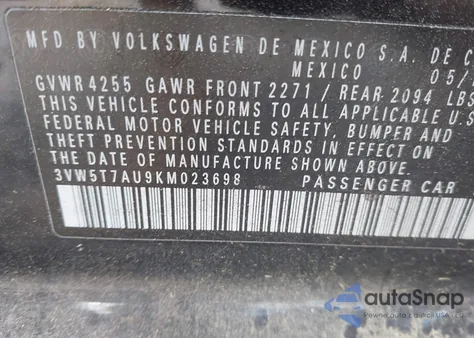 MFD BY VOLKSWAGEN DE MEXICO S.A. DE C
MEXICO 05/
GVWR 4255 GAWR FRONT 2271 / REAR 2094 LBS
THIS VEHICLE CONFORMS TO ALL APPLICABLE U.S
FEDERAL MOTOR VEHICLE SAFETY, BUMPER AND
THEFT PREVENTION STANDARDS IN EFFECT ON
THE DATE OF MANUFACTURE SHOWN ABOVE.
3VW5T7AU9KM023698 PASSENGER CAR
autoSnap